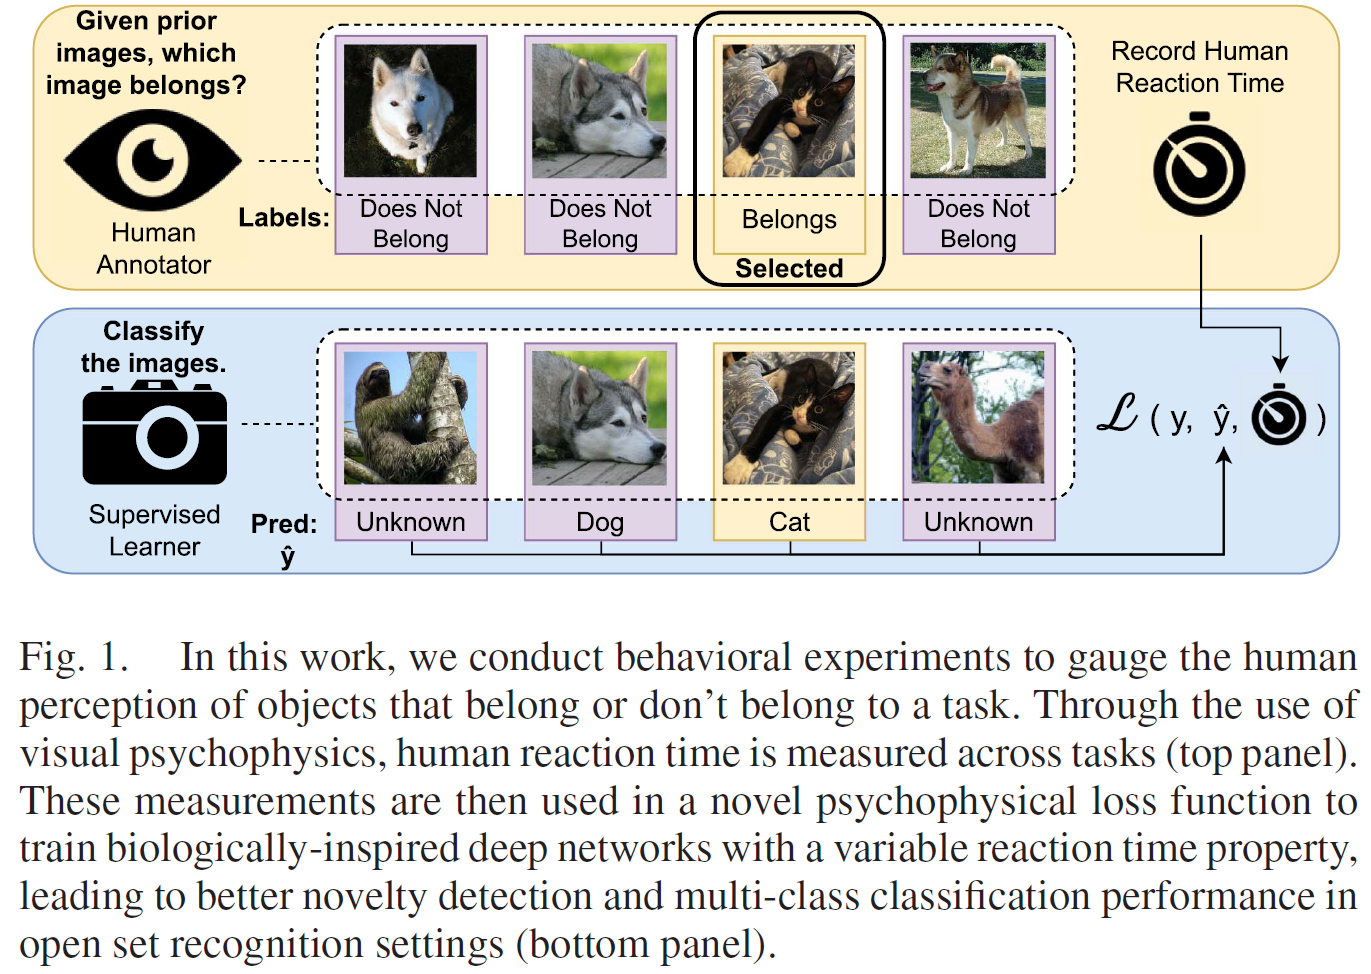 Given prior
images, which
image belongs?
Human
Annotator
Labels:
Does Not
Belong
Does Not
Belong
Belongs
Selected
Does Not
Belong
Record Human
Reaction Time
Classify
the images.
Supervised
Learner
Pred:
ŷ
Unknown
Dog
Cat
Unknown
ℒ ( y, ŷ, )
Fig. 1. In this work, we conduct behavioral experiments to gauge the human
perception of objects that belong or don’t belong to a task. Through the use of
visual psychophysics, human reaction time is measured across tasks (top panel).
These measurements are then used in a novel psychophysical loss function to
train biologically-inspired deep networks with a variable reaction time property,
leading to better novelty detection and multi-class classification performance in
open set recognition settings (bottom panel).